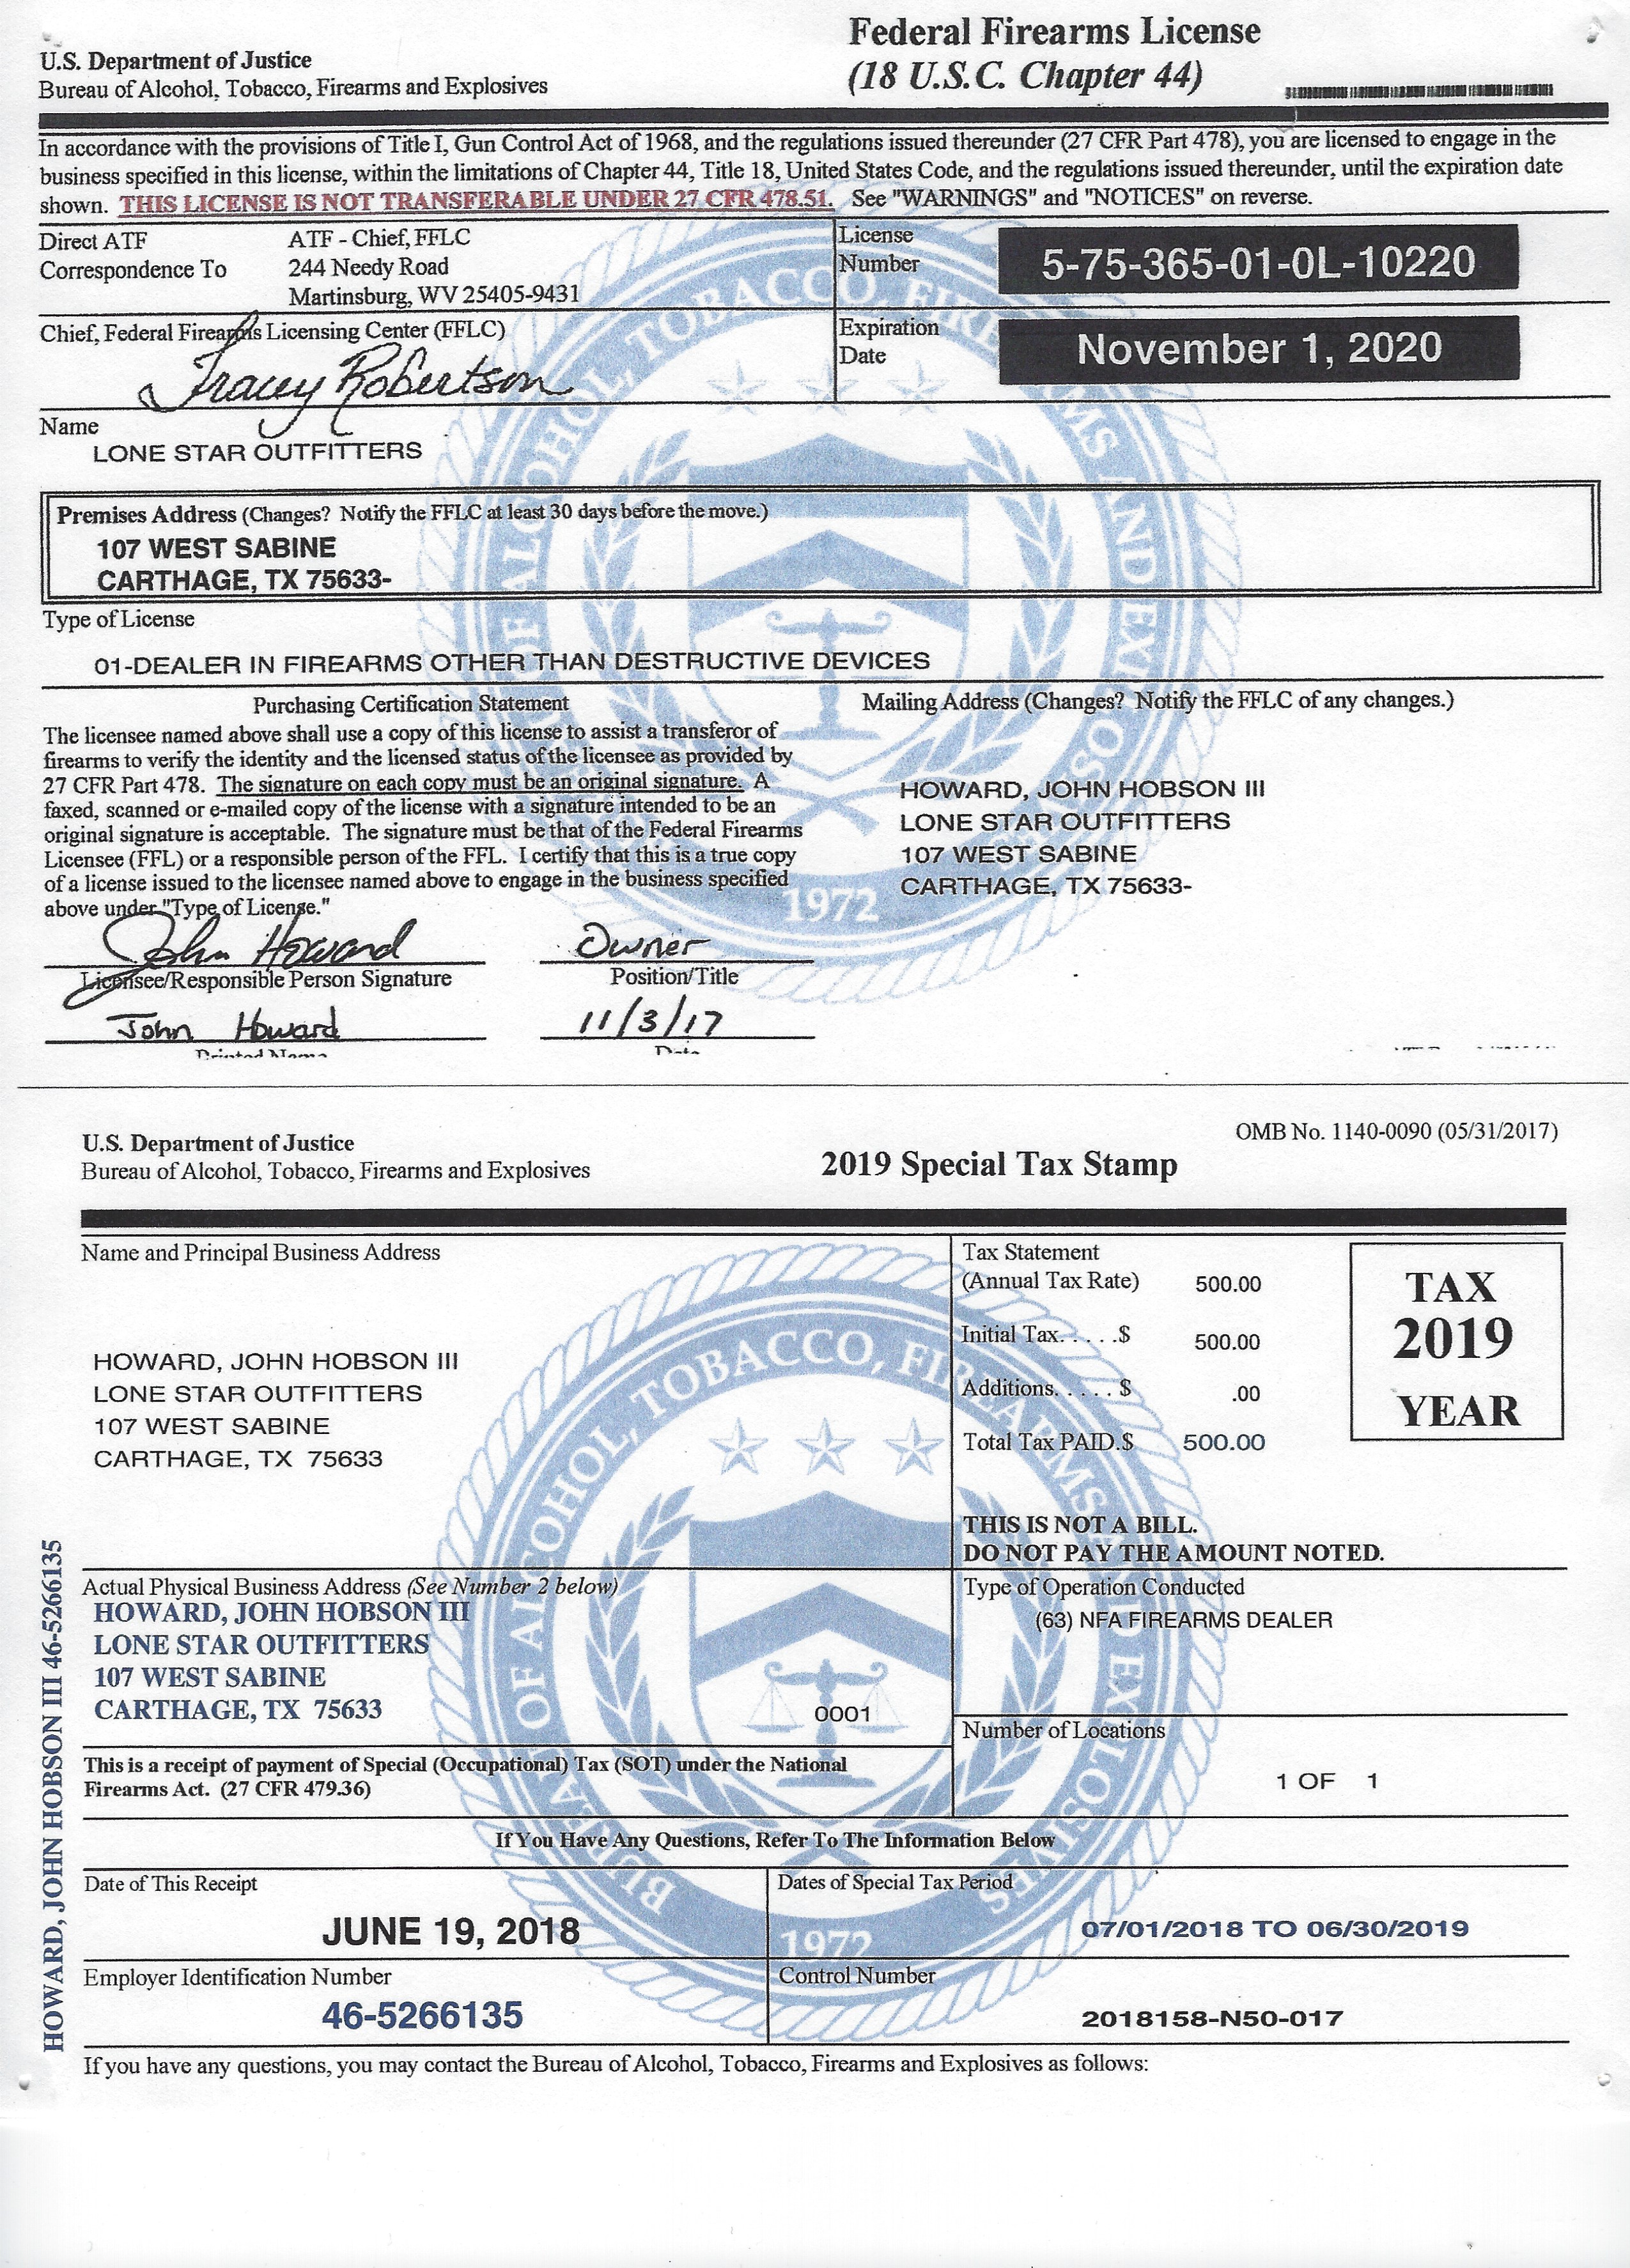 Federal Firearms License
(18 U.S.C. Chapter 44)
U.S. Department of Justice
Bureau of Alcohol, Tobacco, Firearms and Explosives
In accordance with the provisions of Title I, Gun Control Act of 1968, and the regulations issued thereunder (27 CFR Part 478), you are licensed to engage in the
business specified in this license, within the limitations of Chapter 44, Title 18, United States Code, and the regulations issued thereunder, until the expiration date
shown. THIS LICENSE IS NOT TRANSFERABLE UNDER 27 CFR 478.51. See "WARNINGS" and "NOTICES" on reverse.
Direct ATF
Correspondence To
ATF - Chief, FFLC
244 Needy Road
Martinsburg, WV 25405-9431
License
Number
5-75-365-01-0L-10220
Chief, Federal Firearms Licensing Center (FFLC)
Tracey Robertson
Expiration
Date
November 1, 2020
Name
LONE STAR OUTFITTERS
Premises Address (Changes? Notify the FFLC at least 30 days before the move.)
107 WEST SABINE
CARTHAGE, TX 75633-
Type of License
01-DEALER IN FIREARMS OTHER THAN DESTRUCTIVE DEVICES
Purchasing Certification Statement
The licensee named above shall use a copy of this license to assist a transferor of
firearms to verify the identity and the licensed status of the licensee as provided by
27 CFR Part 478. The signature on each copy must be an original signature. A
faxed, scanned or e-mailed copy of the license with a signature intended to be an
original signature is acceptable. The signature must be that of the Federal Firearms
Licensee (FFL) or a responsible person of the FFL. I certify that this is a true copy
of a license issued to the licensee named above to engage in the business specified
above under "Type of License."
Mailing Address (Changes? Notify the FFLC of any changes.)
HOWARD, JOHN HOBSON III
LONE STAR OUTFITTERS
107 WEST SABINE
CARTHAGE, TX 75633-
John Howard
Owner
Licensee/Responsible Person Signature
Position/Title
John Howard
11/3/17
Printed Name
Date
BUREAU OF ALCOHOL, TOBACCO, FIREARMS AND EXPLOSIVES
1972
OMB No. 1140-0090 (05/31/2017)
U.S. Department of Justice
Bureau of Alcohol, Tobacco, Firearms and Explosives
2019 Special Tax Stamp
Name and Principal Business Address
HOWARD, JOHN HOBSON III
LONE STAR OUTFITTERS
107 WEST SABINE
CARTHAGE, TX 75633
Tax Statement
(Annual Tax Rate) 500.00
Initial Tax. . . . .$ 500.00
Additions. . . . . $ .00
Total Tax PAID.$ 500.00
TAX
2019
YEAR
THIS IS NOT A BILL.
DO NOT PAY THE AMOUNT NOTED.
Actual Physical Business Address (See Number 2 below)
HOWARD, JOHN HOBSON III
LONE STAR OUTFITTERS
107 WEST SABINE
CARTHAGE, TX 75633
0001
Type of Operation Conducted
(63) NFA FIREARMS DEALER
Number of Locations
1 OF 1
This is a receipt of payment of Special (Occupational) Tax (SOT) under the National
Firearms Act. (27 CFR 479.36)
If You Have Any Questions, Refer To The Information Below
Date of This Receipt
JUNE 19, 2018
Dates of Special Tax Period
07/01/2018 TO 06/30/2019
Employer Identification Number
46-5266135
Control Number
2018158-N50-017
If you have any questions, you may contact the Bureau of Alcohol, Tobacco, Firearms and Explosives as follows:
BUREAU OF ALCOHOL, TOBACCO, FIREARMS AND EXPLOSIVES
1972
HOWARD, JOHN HOBSON III 46-5266135